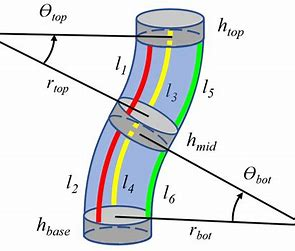 Θtop
htop
l1
l3
l5
rtop
hmid
Θbot
l2
l4
l6
hbase
rbot